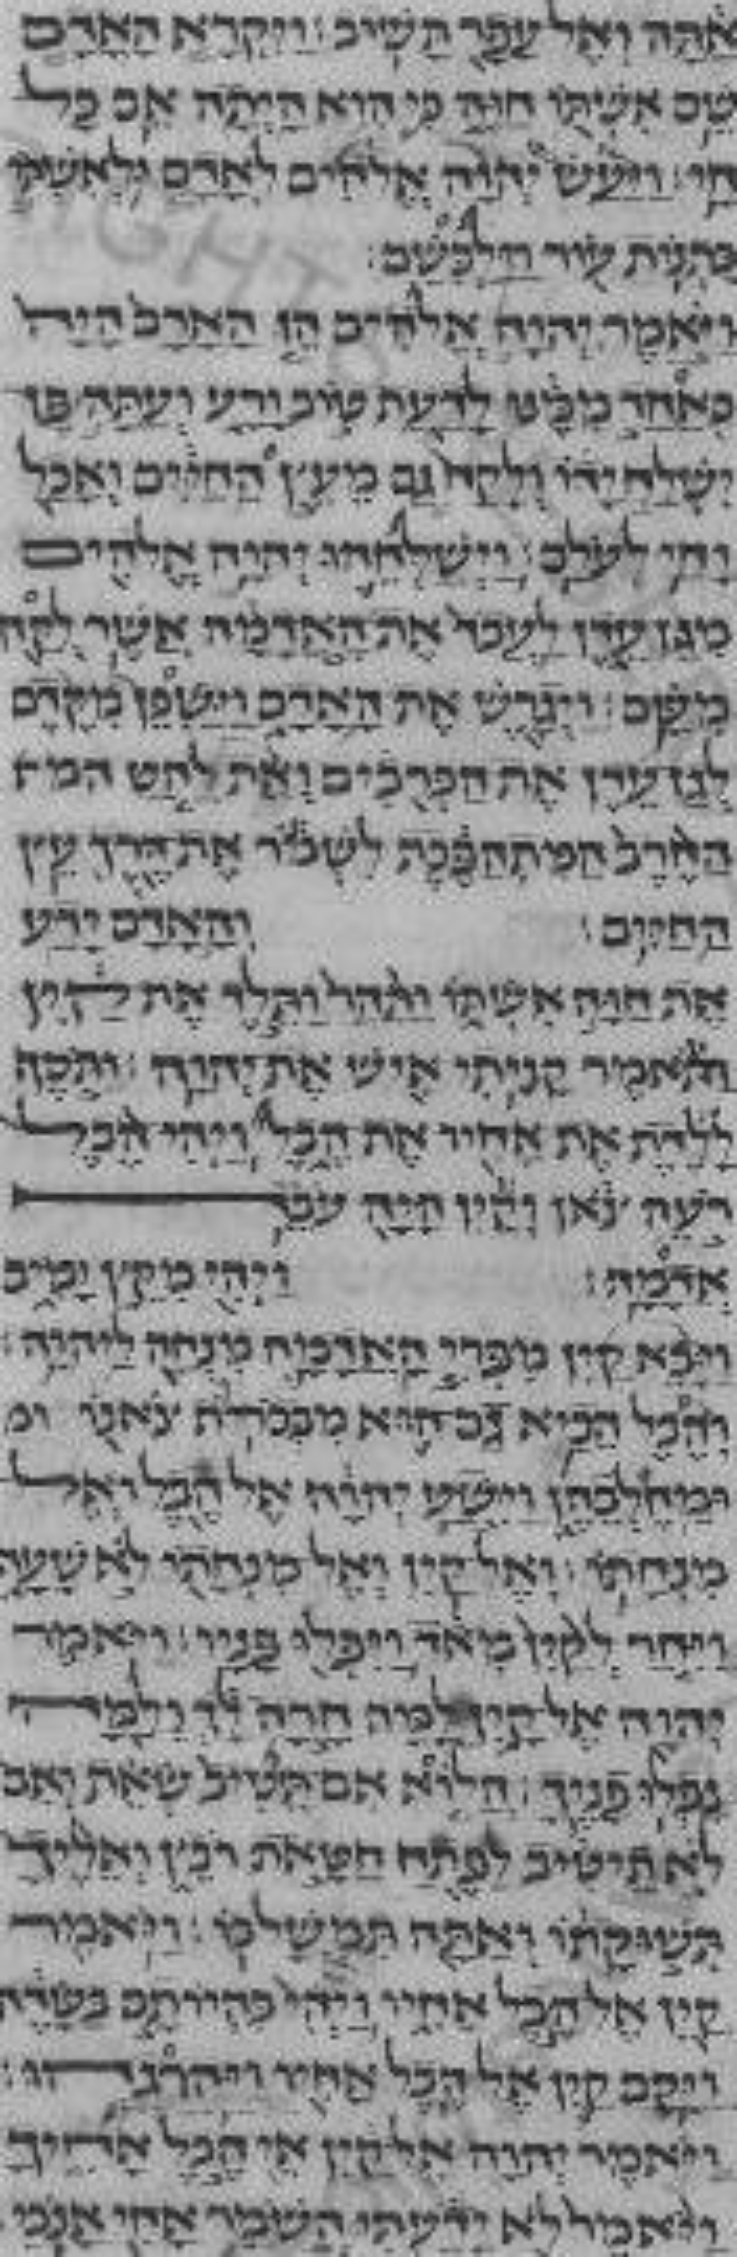 אתה ואל עפר תשוב: ויקרא האדם
שם אשתו חוה כי הוא היתה אם כל
חי: ויעש יהוה אלהים לאדם ולאשתו
כתנות עור וילבשם:
ויאמר יהוה אלהים הן האדם היה
כאחד ממנו לדעת טוב ורע ועתה פן
ישלח ידו ולקח גם מעץ החיים ואכל
וחי לעלם: וישלחהו יהוה אלהים
מגן עדן לעבד את האדמה אשר לקח
משם: ויגרש את האדם וישכן מקדם
לגן עדן את הכרבים ואת להט
החרב המתהפכת לשמר את דרך עץ
החיים: והאדם ידע
את חוה אשתו ותהר ותלד את קין
ותאמר קניתי איש את יהוה: ותסף
ללדת את אחיו את הבל ויהי הבל
רעה צאן וקין היה עבד
אדמה: ויהי מקץ ימים
ויבא קין מפרי האדמה מנחה ליהוה:
והבל הביא גם הוא מבכרות צאנו
ומחלבהן וישע יהוה אל הבל ואל
מנחתו: ואל קין ואל מנחתו לא שעה
ויחר לקין מאד ויפלו פניו: ויאמר
יהוה אל קין למה חרה לך ולמה
נפלו פניך: הלוא אם תטיב שאת ואם
לא תיטיב לפתח חטאת רבץ ואליך
תשוקתו ואתה תמשל בו: ויאמר
קין אל הבל אחיו ויהי בהיותם בשדה
ויקם קין אל הבל אחיו ויהרגהו:
ויאמר יהוה אל קין אי הבל אחיך
ויאמר לא ידעתי השמר אחי אנכי